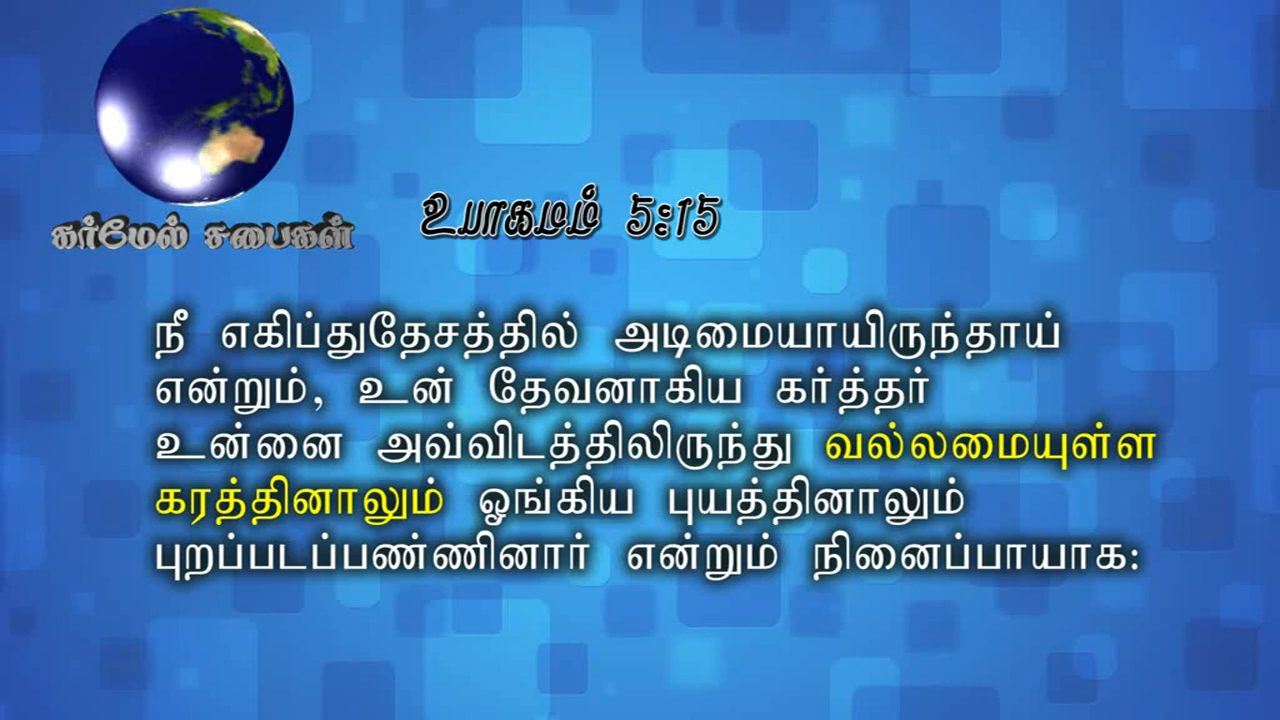 கர்மேல் சபைகள்
உபாகமம் 5:15
நீ எகிப்துதேசத்தில் அடிமையாயிருந்தாய்
என்றும், உன் தேவனாகிய கர்த்தர்
உன்னை அவ்விடத்திலிருந்து வல்லமையுள்ள
கரத்தினாலும் ஓங்கிய புயத்தினாலும்
புறப்படப்பண்ணினார் என்றும் நினைப்பாயாக: